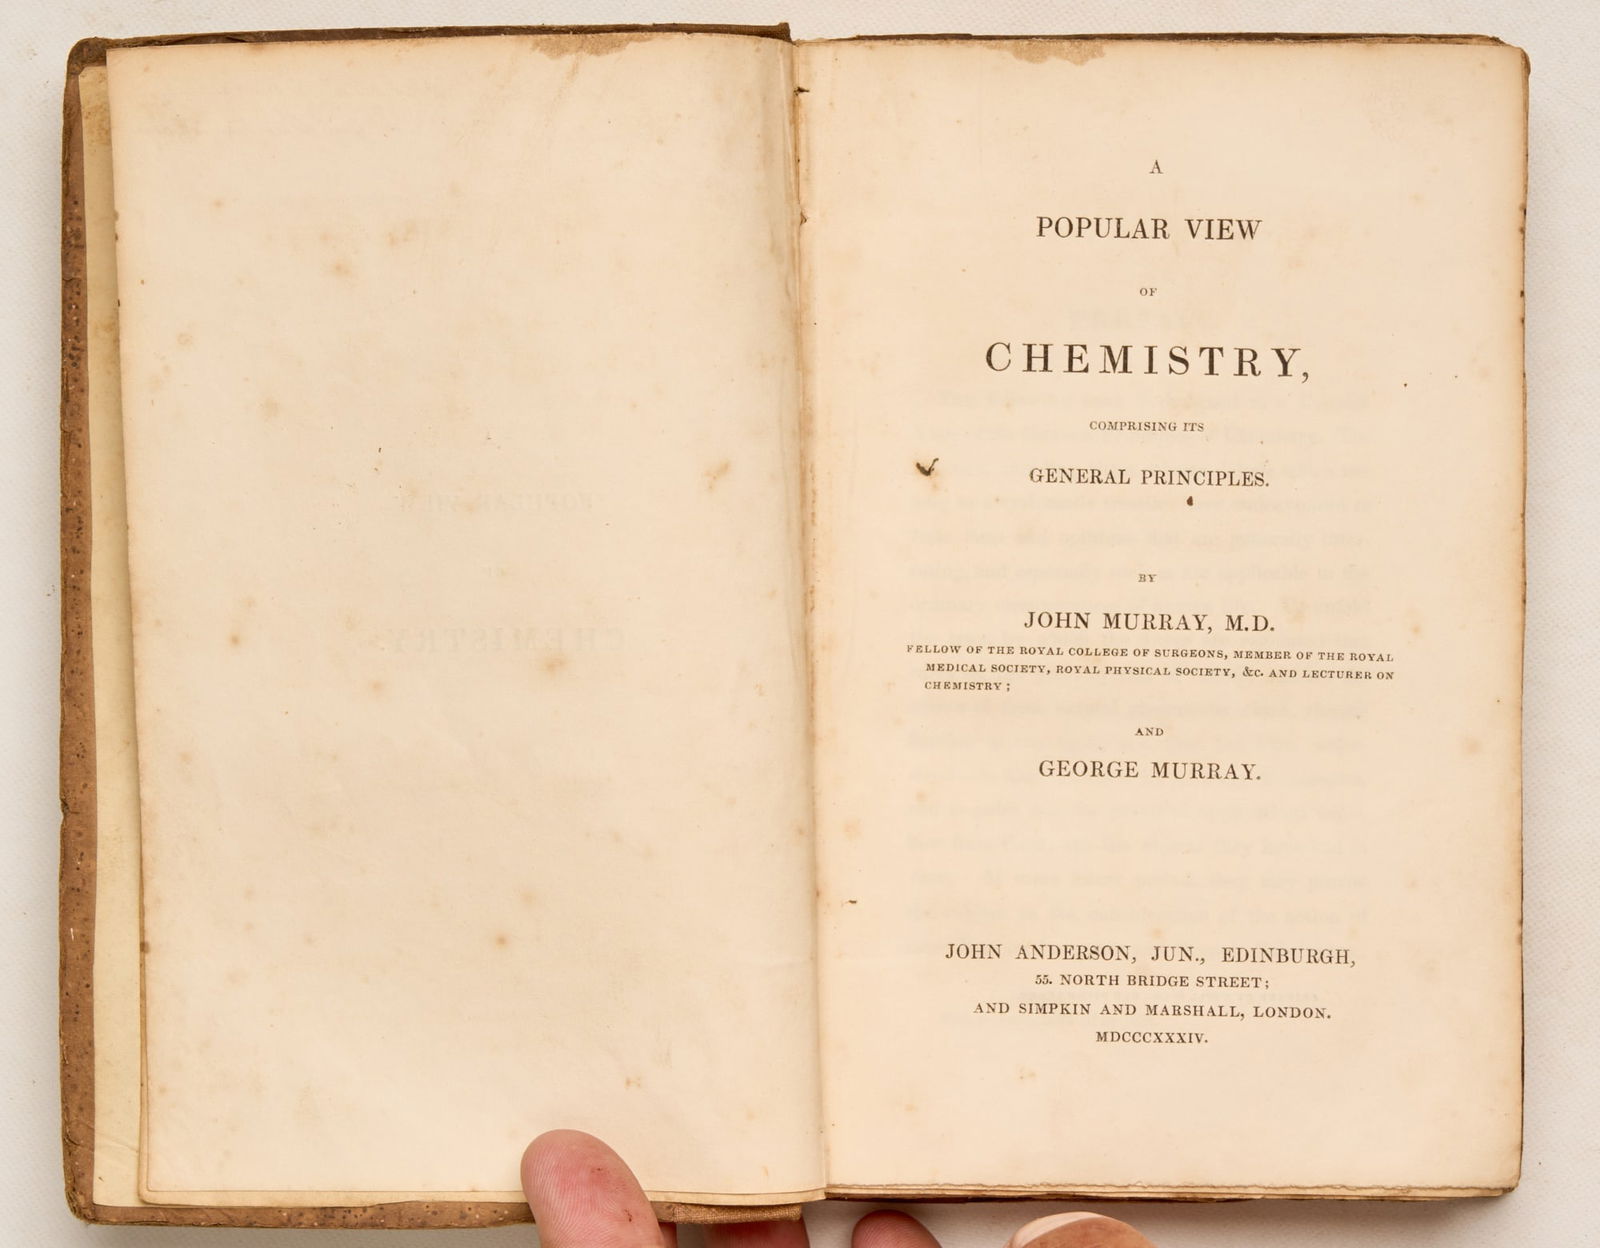 A
POPULAR VIEW
OF
CHEMISTRY,
COMPRISING ITS
GENERAL PRINCIPLES.
BY
JOHN MURRAY, M.D.
FELLOW OF THE ROYAL COLLEGE OF SURGEONS, MEMBER OF THE ROYAL
MEDICAL SOCIETY, ROYAL PHYSICAL SOCIETY, &C. AND LECTURER ON
CHEMISTRY;
AND
GEORGE MURRAY.
JOHN ANDERSON, JUN., EDINBURGH,
55. NORTH BRIDGE STREET;
AND SIMPKIN AND MARSHALL, LONDON.
MDCCCXXXIV.